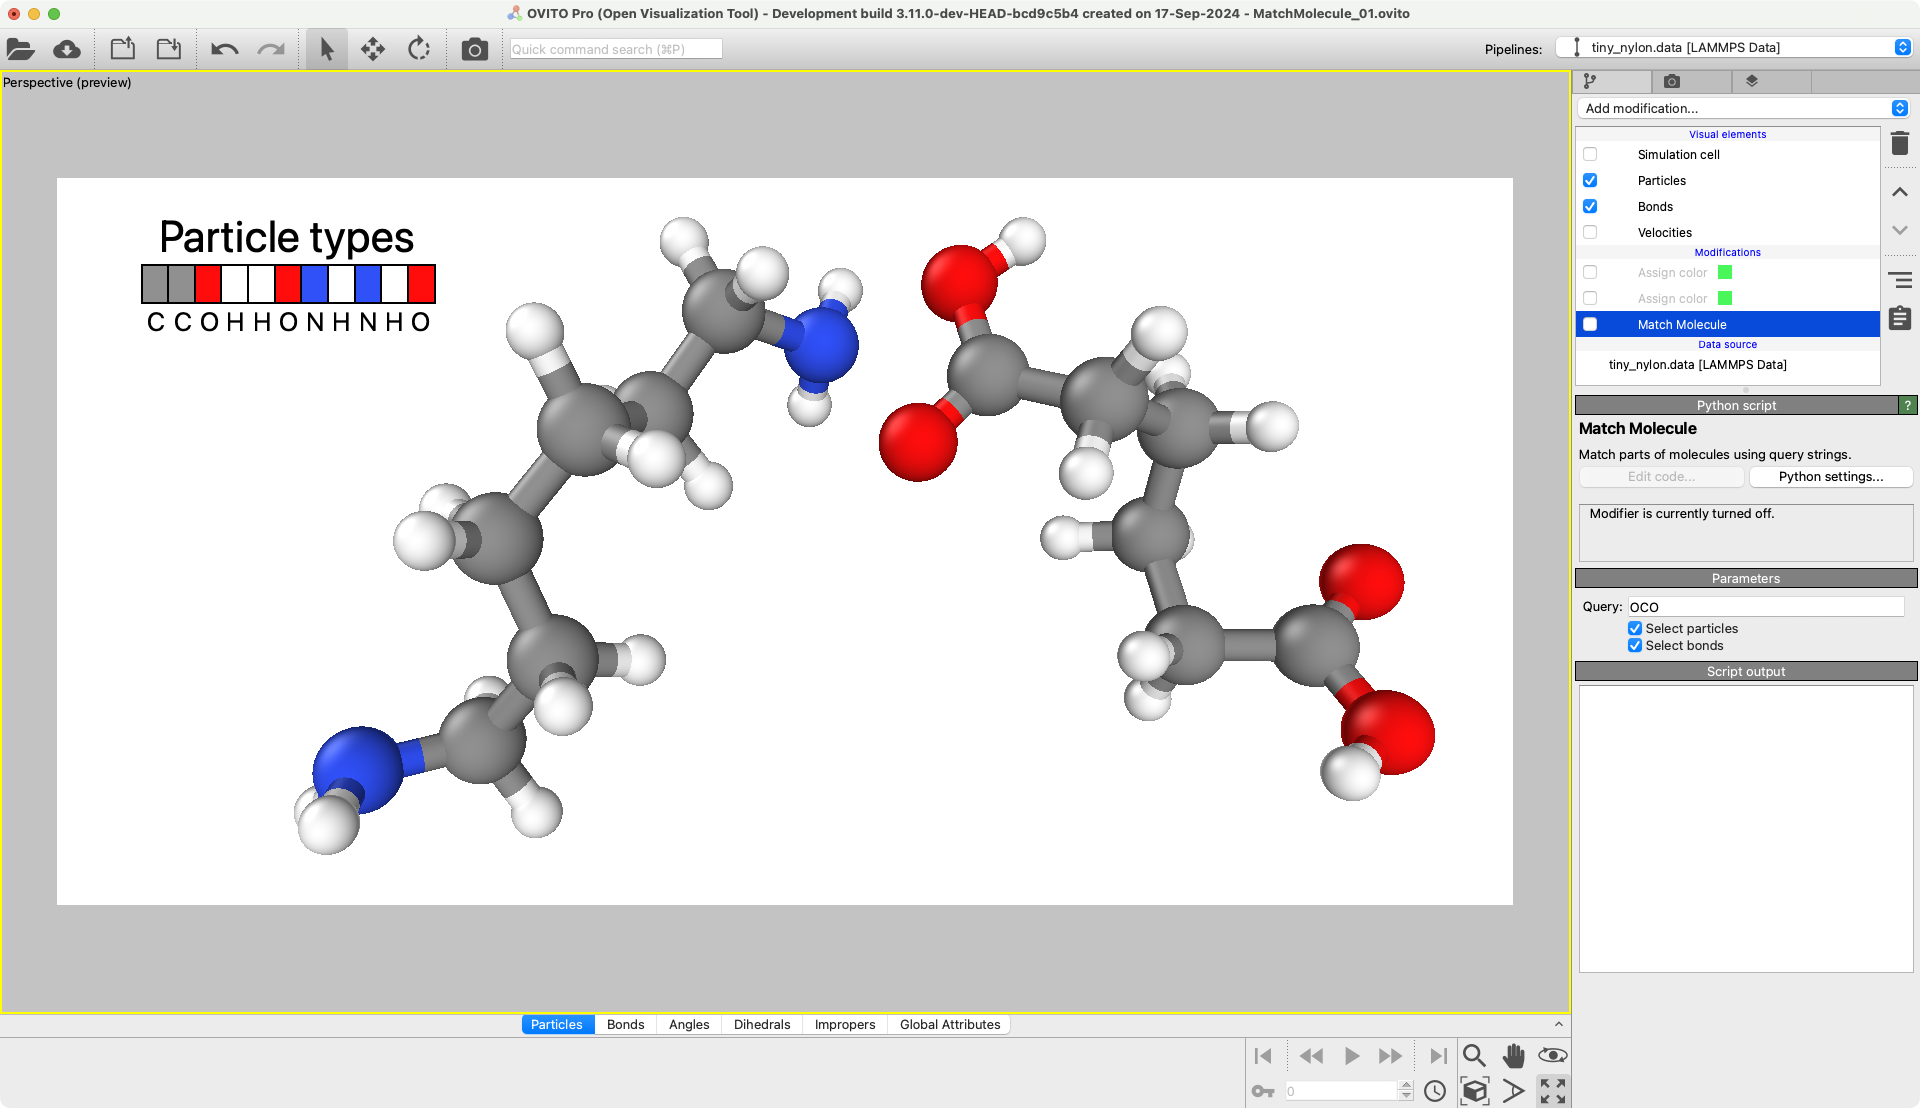 OVITO Pro (Open Visualization Tool) - Development build 3.11.0-dev-HEAD-bcd9c5b4 created on 17-Sep-2024 - MatchMolecule_01.ovito
Quick command search (⌘P)
Pipelines:
tiny_nylon.data [LAMMPS Data]
Perspective (preview)
Particle types
C C O H H O N H N H O
Add modification...
Visual elements
Simulation cell
Particles
Bonds
Velocities
Modifications
Assign color
Assign color
Match Molecule
Data source
tiny_nylon.data [LAMMPS Data]
Python script
?
Match Molecule
Match parts of molecules using query strings.
Edit code...
Python settings...
Modifier is currently turned off.
Parameters
Query:
OCO
Select particles
Select bonds
Script output
Particles
Bonds
Angles
Dihedrals
Impropers
Global Attributes
0